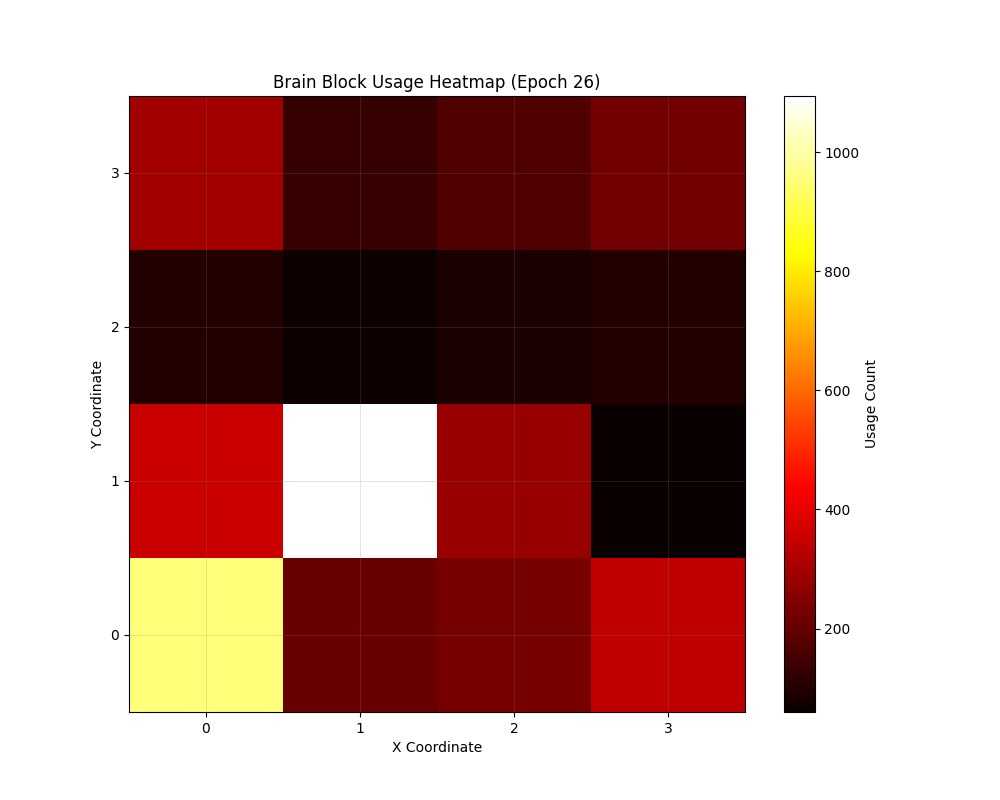 Brain Block Usage Heatmap (Epoch 26)
3
2
1
0
Y Coordinate
0 1 2 3
X Coordinate
1000
800
600
400
200
Usage Count